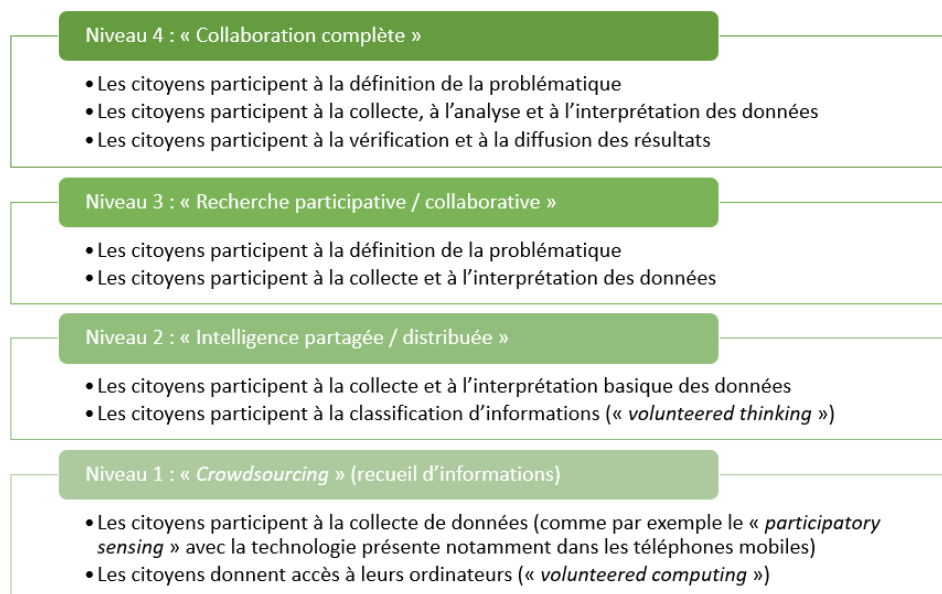 Niveau 4 : « Collaboration complète »
• Les citoyens participent à la définition de la problématique
• Les citoyens participent à la collecte, à l’analyse et à l’interprétation des données
• Les citoyens participent à la vérification et à la diffusion des résultats
Niveau 3 : « Recherche participative / collaborative »
• Les citoyens participent à la définition de la problématique
• Les citoyens participent à la collecte et à l’interprétation des données
Niveau 2 : « Intelligence partagée / distribuée »
• Les citoyens participent à la collecte et à l’interprétation basique des données
• Les citoyens participent à la classification d’informations (« volunteered thinking »)
Niveau 1 : « Crowdsourcing » (recueil d’informations)
• Les citoyens participent à la collecte de données (comme par exemple le « participatory
sensing » avec la technologie présente notamment dans les téléphones mobiles)
• Les citoyens donnent accès à leurs ordinateurs (« volunteered computing »)